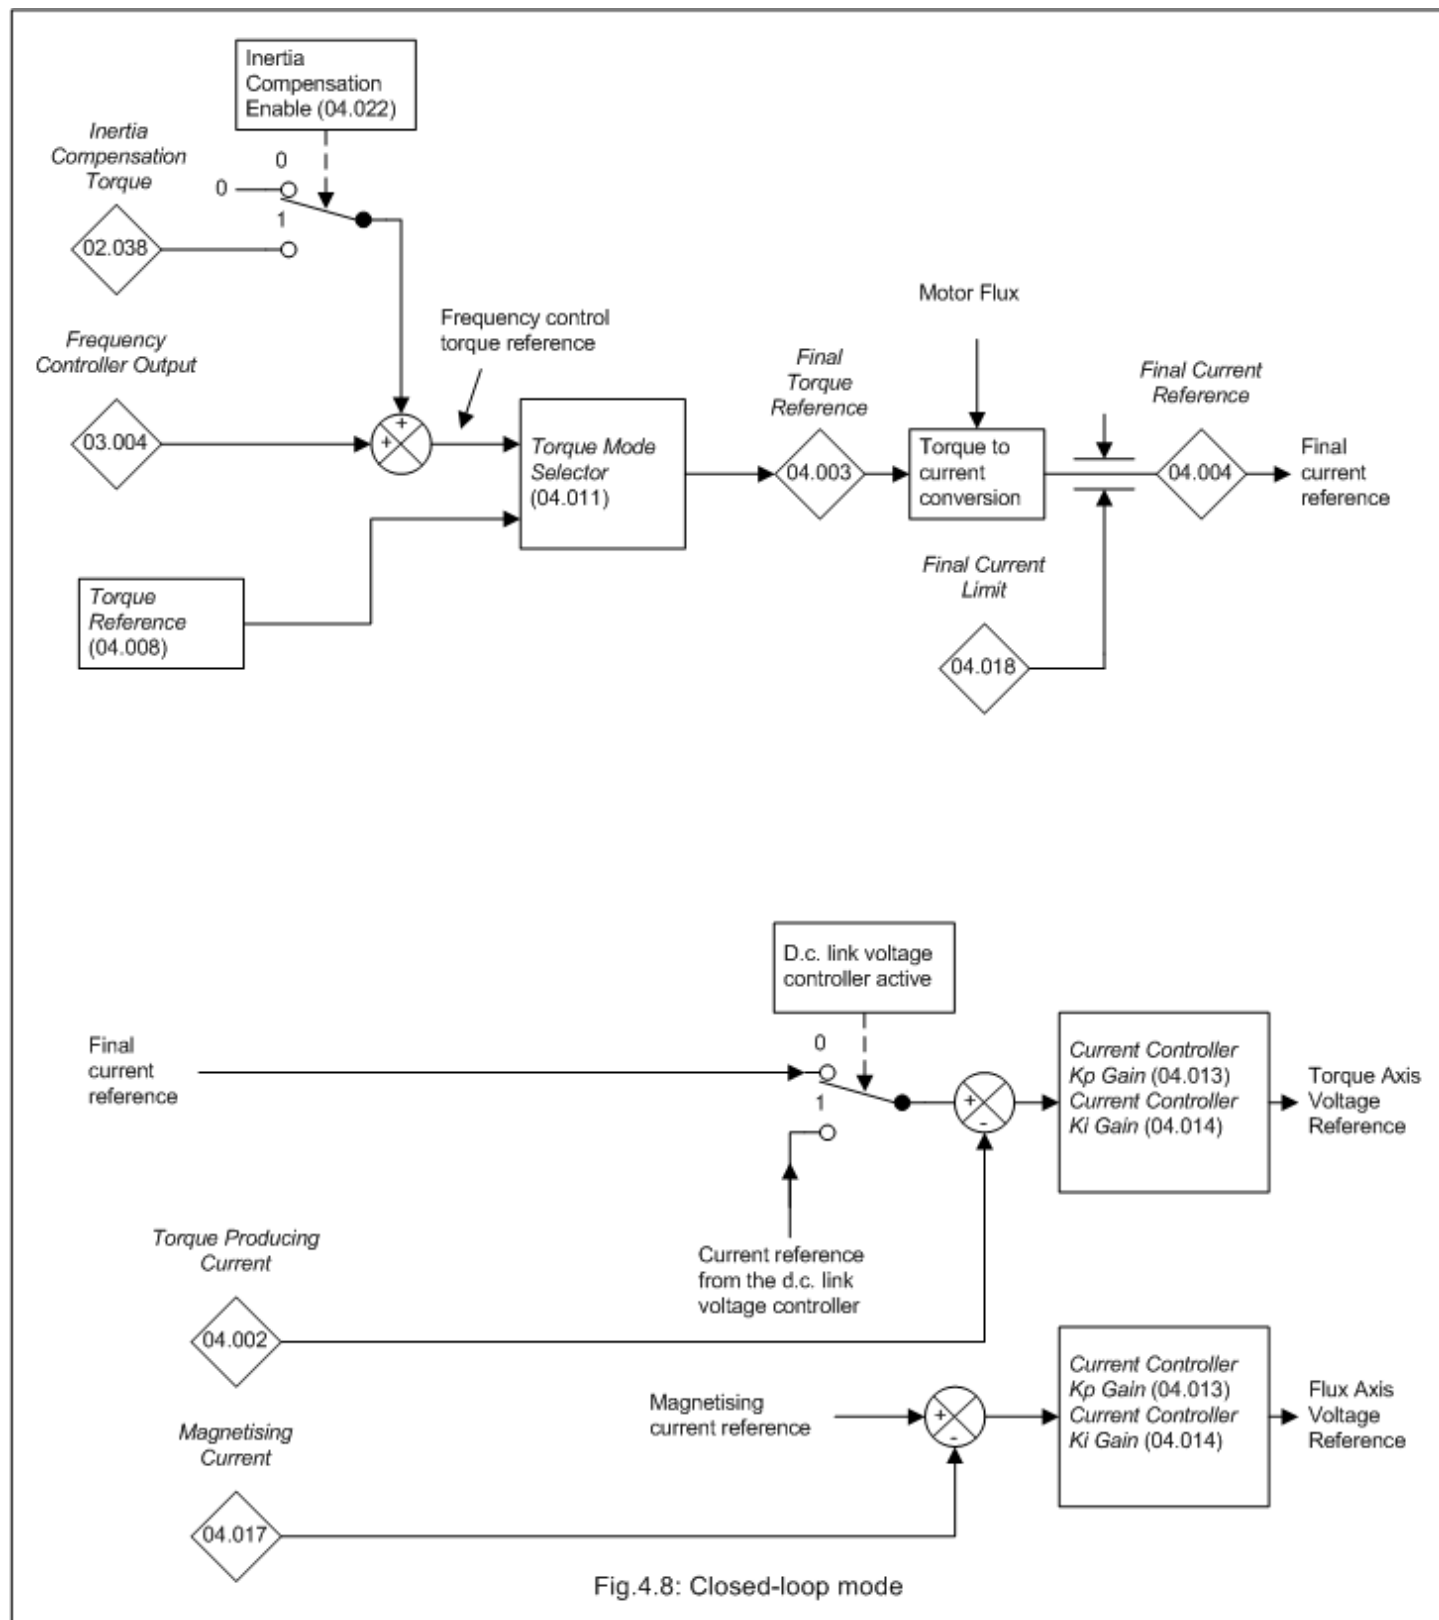 Inertia
Compensation
Enable (04.022)
Inertia
Compensation
Torque
0
0
1
02.038
Frequency
Controller Output
03.004
+
+
Frequency control
torque reference
Torque Mode
Selector
(04.011)
Torque
Reference
(04.008)
Final
Torque
Reference
04.003
Motor Flux
Torque to
current
conversion
Final Current
Reference
04.004
Final
current
reference
Final Current
Limit
04.018
D.c. link voltage
controller active
Final
current
reference
0
1
+
-
Current Controller
Kp Gain (04.013)
Current Controller
Ki Gain (04.014)
Torque Axis
Voltage
Reference
Torque Producing
Current
04.002
Current reference
from the d.c. link
voltage controller
Magnetising
current reference
+
-
Current Controller
Kp Gain (04.013)
Current Controller
Ki Gain (04.014)
Flux Axis
Voltage
Reference
Magnetising
Current
04.017
Fig.4.8: Closed-loop mode